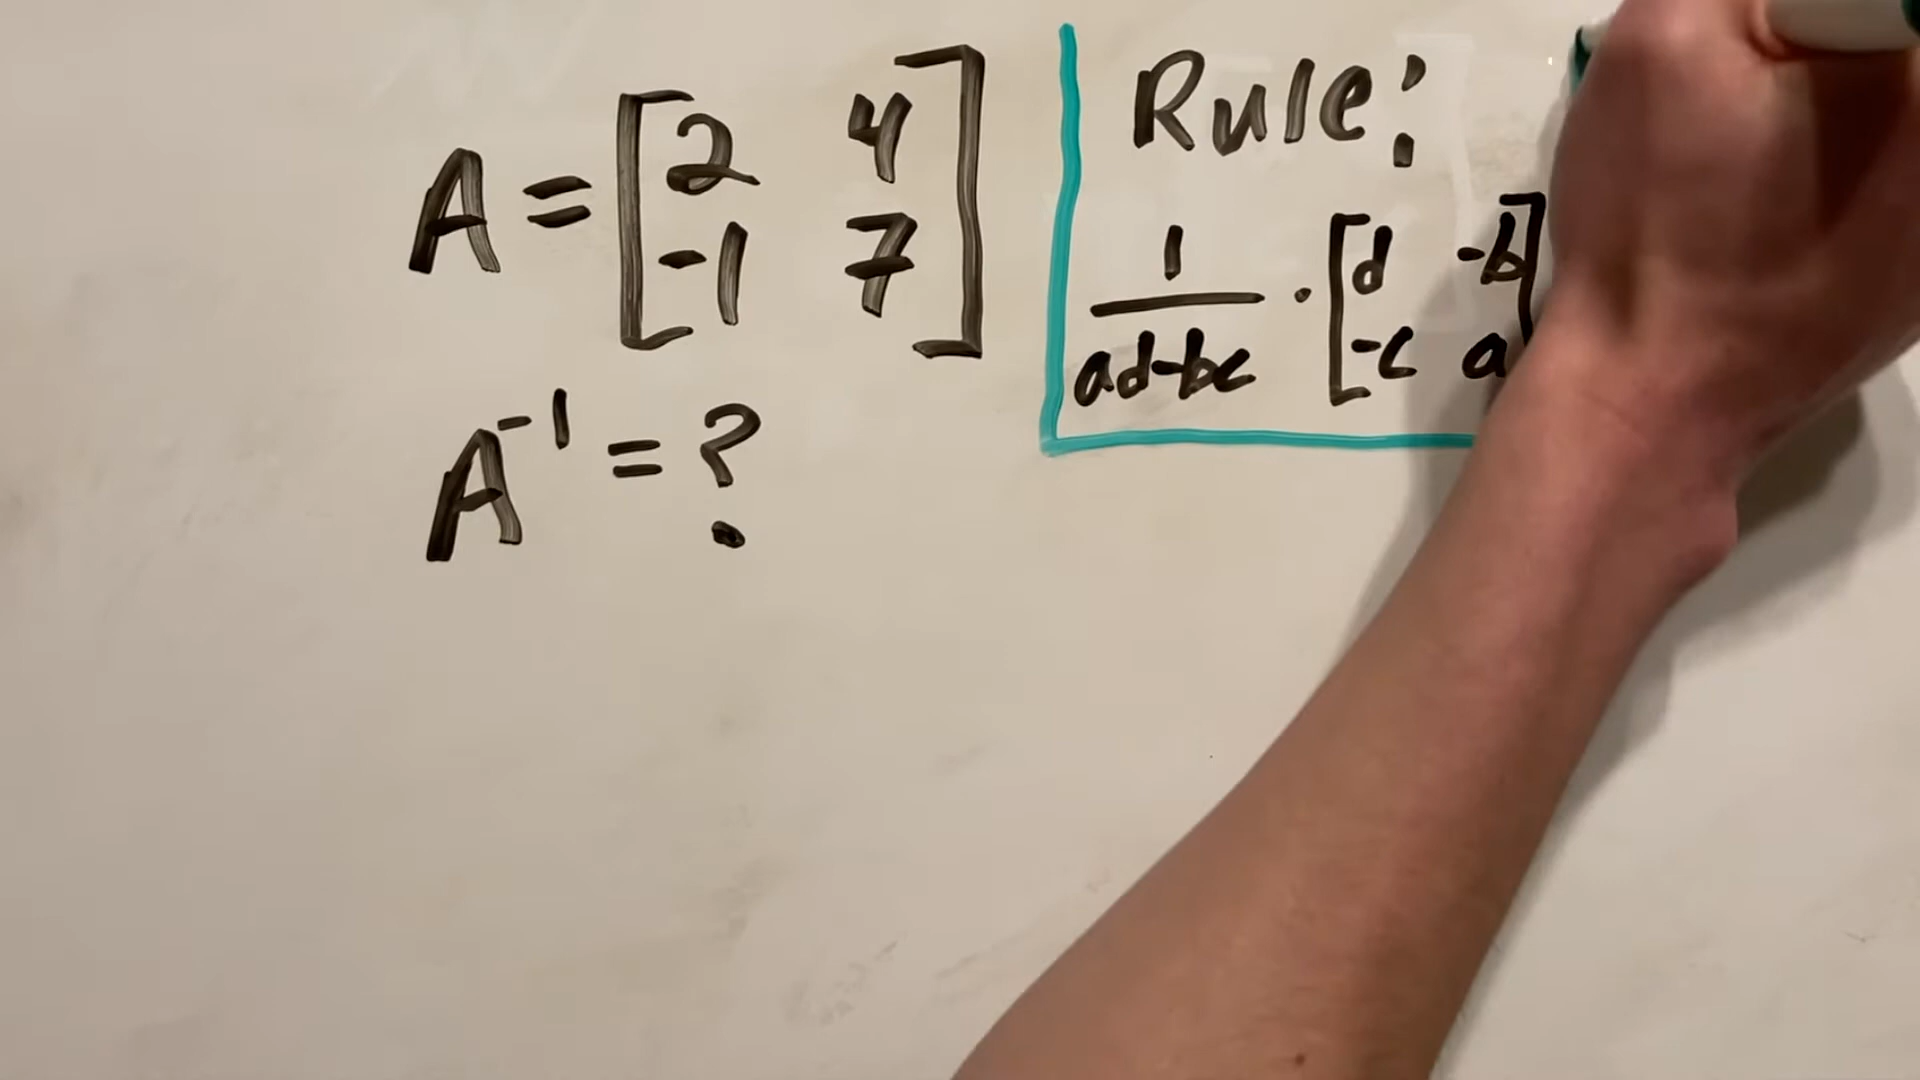 A = [2 4
-1 7]
A⁻¹ = ?
Rule:
1/ad-bc · [d -b
-c a]